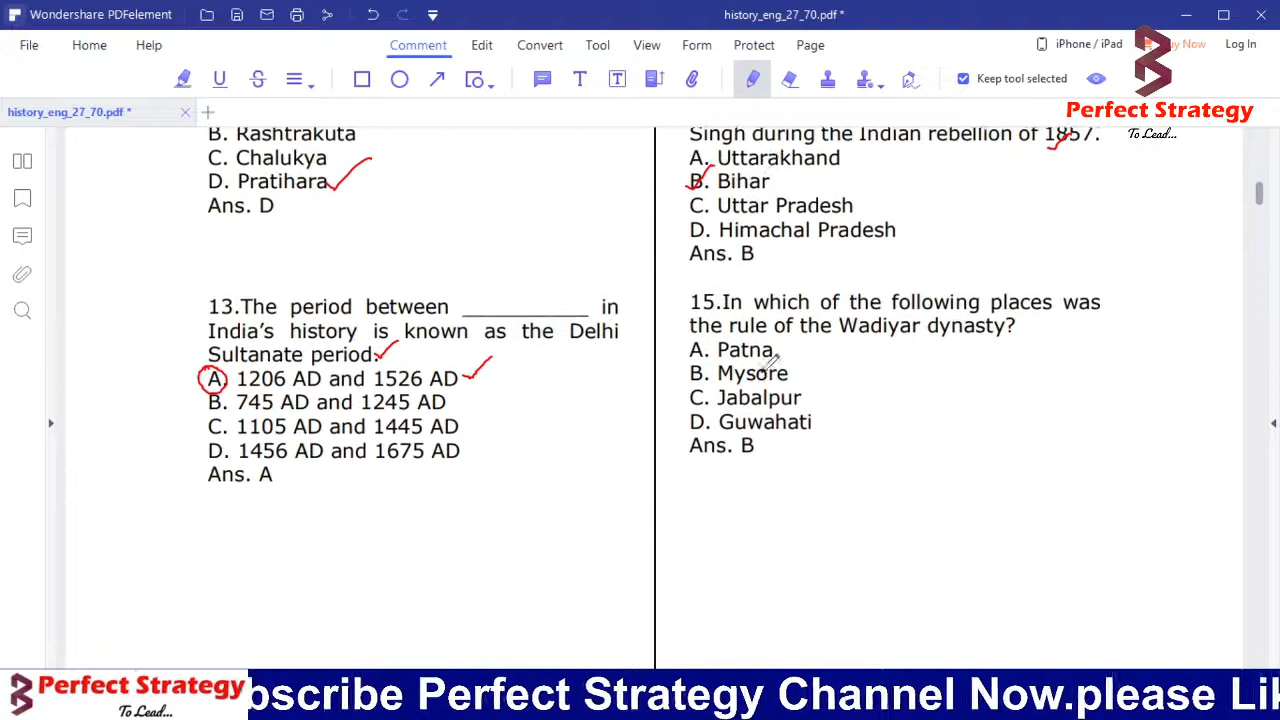 Wondershare PDFelement
history_eng_27_70.pdf *
File Home Help Comment Edit Convert Tool Form View Protect Page iPhone / iPad Buy Now Log In
Keep tool selected
history_eng_27_70.pdf *
Perfect Strategy
To Lead...
B. Rashtrakuta
C. Chalukya
D. Pratihara
Ans. D
13.The period between ____________ in
India's history is known as the Delhi
Sultanate period.
A. 1206 AD and 1526 AD
B. 745 AD and 1245 AD
C. 1105 AD and 1445 AD
D. 1456 AD and 1675 AD
Ans. A
Singh during the Indian rebellion of 1857.
A. Uttarakhand
B. Bihar
C. Uttar Pradesh
D. Himachal Pradesh
Ans. B
15.In which of the following places was
the rule of the Wadiyar dynasty?
A. Patna
B. Mysore
C. Jabalpur
D. Guwahati
Ans. B
Perfect Strategy
To Lead...
bscribe Perfect Strategy Channel Now.please Lik